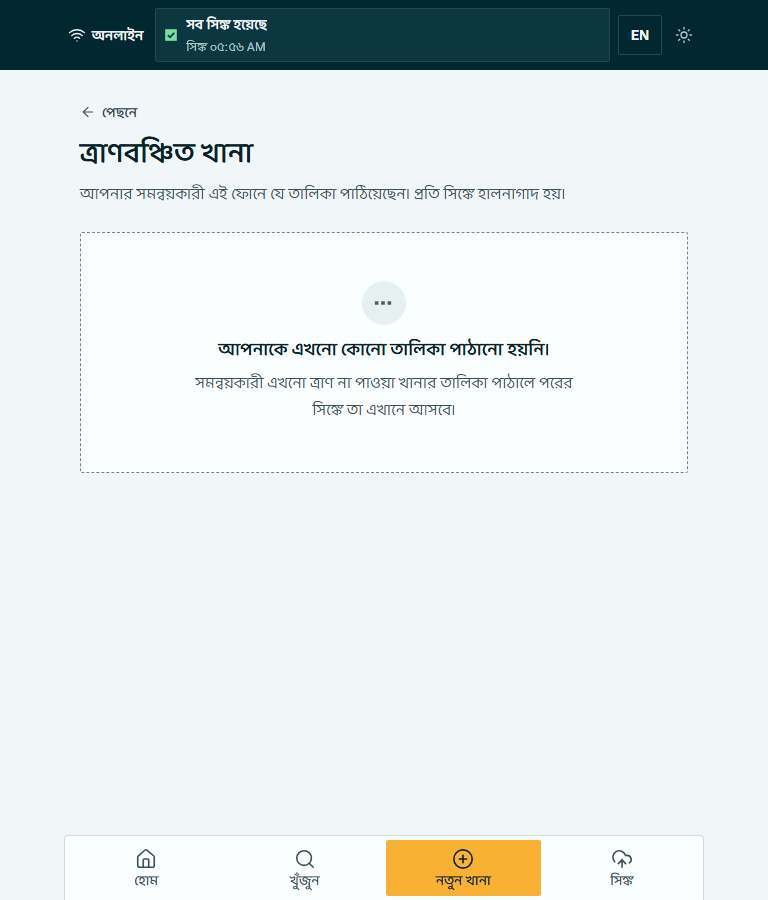 অনলাইন
সব সিঙ্ক হয়েছে
সিঙ্ক ০৫:৫৬ AM
EN
পেছনে
ত্রাণবঞ্চিত খানা
আপনার সমন্বয়কারী এই ফোনে যে তালিকা পাঠিয়েছেন। প্রতি সিঙ্কে হালনাগাদ হয়।
আপনাকে এখনো কোনো তালিকা পাঠানো হয়নি।
সমন্বয়কারী এখনো ত্রাণ না পাওয়া খানার তালিকা পাঠালে পরের
সিঙ্কে তা এখানে আসবে।
হোম
খুঁজুন
নতুন খানা
সিঙ্ক